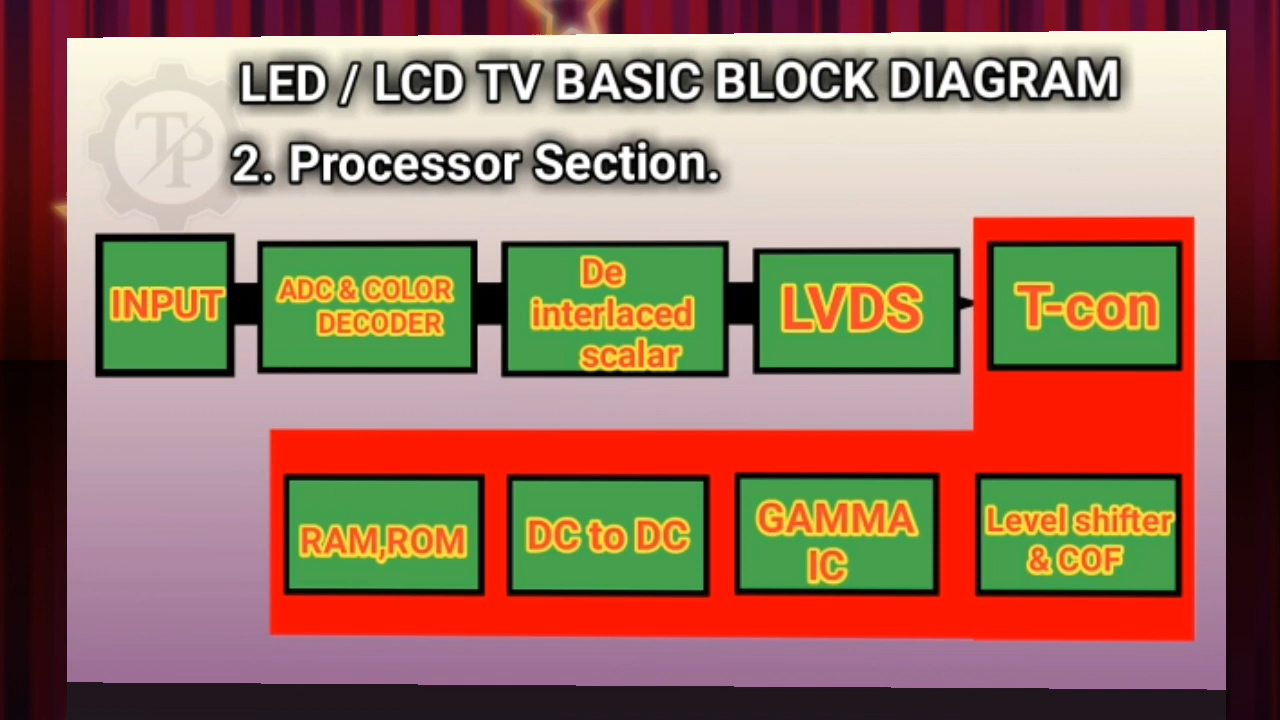 LED / LCD TV BASIC BLOCK DIAGRAM
TP
2. Processor Section.
INPUT
ADC & COLOR
DECODER
De
interlaced
scalar
LVDS
T-con
RAM,ROM
DC to DC
GAMMA
IC
Level shifter
& COF